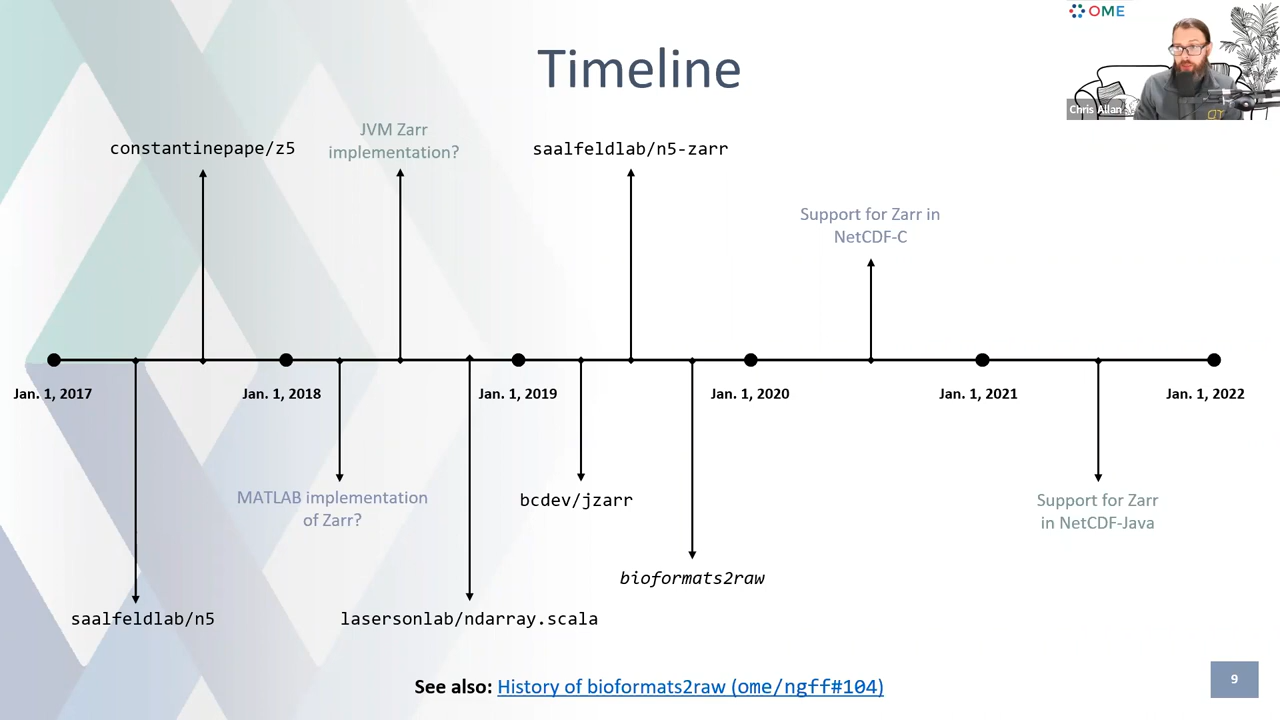 OME
Timeline
Chris Allan
JVM Zarr
implementation?
constantinepape/z5
saalfeldlab/n5-zarr
Support for Zarr in
NetCDF-C
Jan. 1, 2017
Jan. 1, 2018
Jan. 1, 2019
Jan. 1, 2020
Jan. 1, 2021
Jan. 1, 2022
MATLAB implementation
of Zarr?
bcdev/jzarr
Support for Zarr
in NetCDF-Java
bioformats2raw
saalfeldlab/n5
lasersonlab/ndarray.scala
See also: History of bioformats2raw (ome/ngff#104)
9